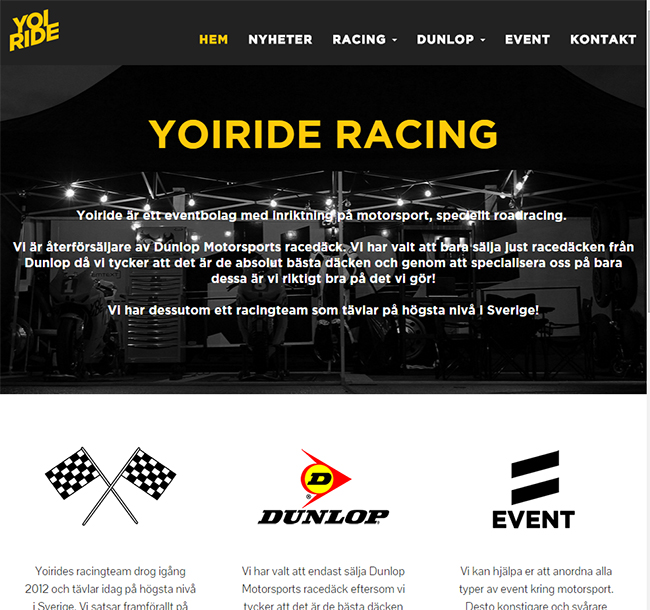 YOI
RIDE
HEM NYHETER RACING DUNLOP EVENT KONTAKT
YOIRIDE RACING
Yoiride är ett eventbolag med inriktning på motorsport, speciellt roadracing.
Vi är återförsäljare av Dunlop Motorsports racedäck. Vi har valt att bara sälja just racedäcken från
Dunlop då vi tycker att det är de absolut bästa däcken och genom att specialisera oss på bara
dessa är vi riktigt bra på det vi gör!
Vi har dessutom ett racingteam som tävlar på högsta nivå i Sverige!
D
®
DUNLOP
EVENT
Yoirides racingteam drog igång
2012 och tävlar idag på högsta nivå
i Sverige. Vi satsar framförallt på
Vi har valt att endast sälja Dunlop
Motorsports racedäck eftersom vi
tycker att det är de bästa däcken
Vi kan hjälpa er att anordna alla
typer av event kring motorsport.
Desto konstigare och svårare